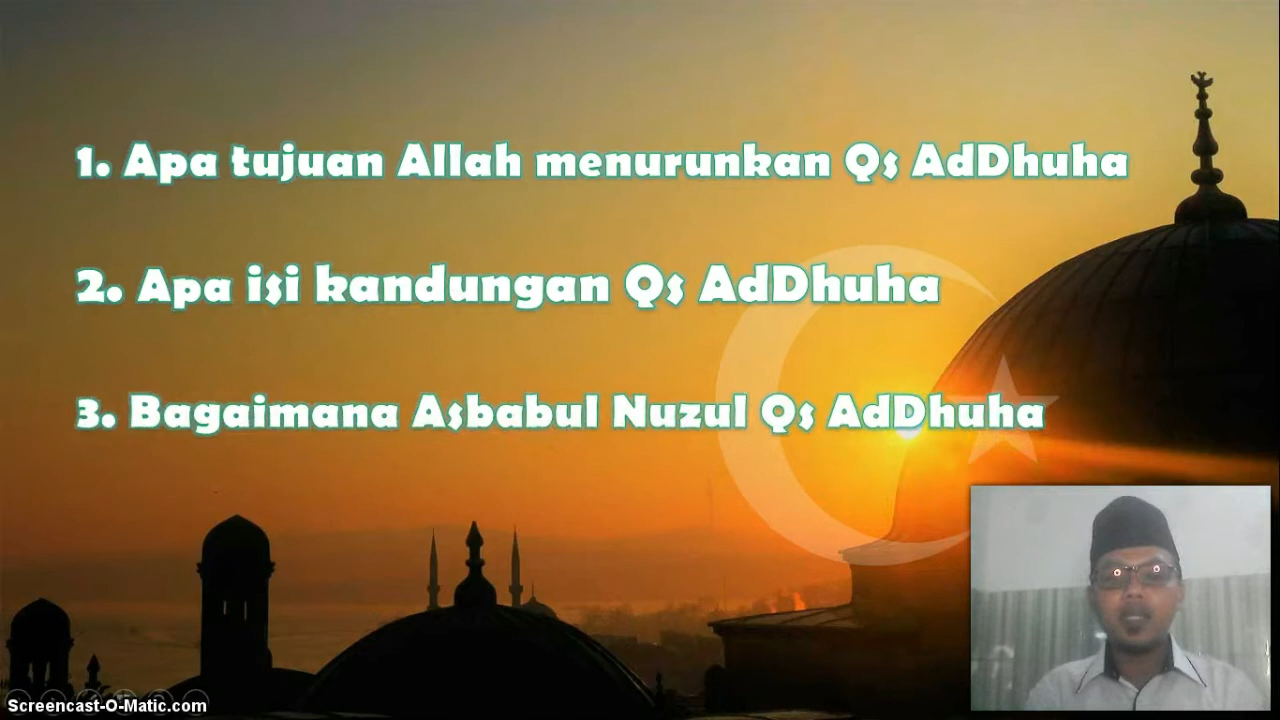 1. Apa tujuan Allah menurunkan Qs AdDhuha
2. Apa isi kandungan Qs AdDhuha
3. Bagaimana Asbabul Nuzul Qs AdDhuha
Screencast-O-Matic.com